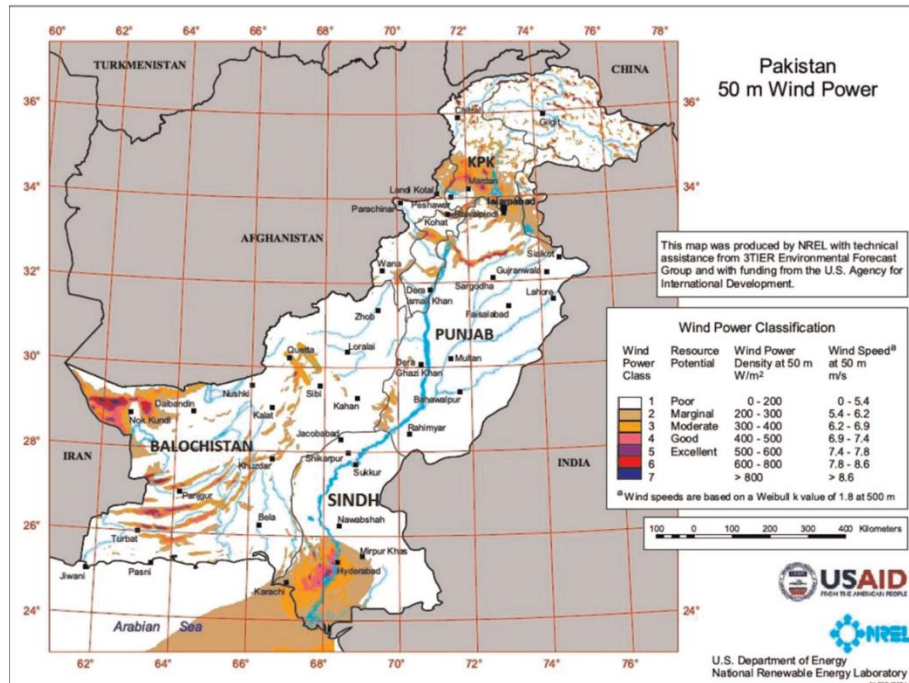 60° 62° 64° 66° 68° 70° 72° 74° 76° 78°
TURKMENISTAN
CHINA
Pakistan
50 m Wind Power
36°
36°
Chitral
Gilgit
KPK
34°
34°
Mardan
Landi Kotal
Peshawar
Islamabad
Parachinar
Rawalpindi
Kohat
AFGHANISTAN
This map was produced by NREL with technical
assistance from 3TIER Environmental Forecast
Group and with funding from the U.S. Agency for
International Development.
32°
32°
Wana
Sialkot
Gujranwala
Dera
Ismail Khan
Sargodha
Lahore
Zhob
Faisalabad
PUNJAB
30°
30°
Quetta
Loralai
Multan
Dera
Ghazi Khan
Nushki
Sibi
Bahawalpur
Dalbandin
Kalat
Kahan
Nok Kundi
Rahimyar
28°
28°
Jacobabad
BALOCHISTAN
Shikarpur
Khuzdar
Sukkur
IRAN
INDIA
Panjgur
SINDH
26°
26°
Bela
Nawabshah
Turbat
Mirpur Khas
Jiwani
Pasni
Hyderabad
Karachi
24°
24°
Arabian Sea
62° 64° 66° 68° 70° 72° 74° 76°
Wind Power Classification
Wind Power Class
Resource Potential
Wind Power Density at 50 m W/m²
Wind Speedᵃ at 50 m m/s
1 Poor 0 - 200 0 - 5.4
2 Marginal 200 - 300 5.4 - 6.2
3 Moderate 300 - 400 6.2 - 6.9
4 Good 400 - 500 6.9 - 7.4
5 Excellent 500 - 600 7.4 - 7.8
6 600 - 800 7.8 - 8.6
7 > 800 > 8.6
ᵃ Wind speeds are based on a Weibull k value of 1.8 at 500 m
100 0 100 200 300 400 Kilometers
USAID
FROM THE AMERICAN PEOPLE
NREL
U.S. Department of Energy
National Renewable Energy Laboratory